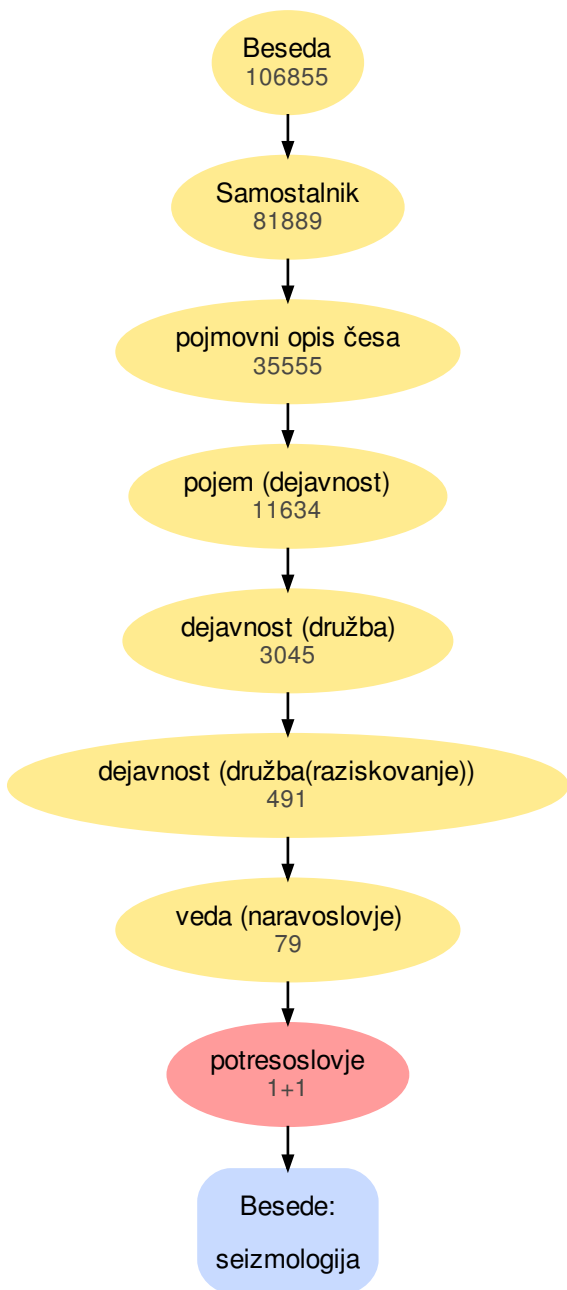 Beseda
106855
Samostalnik
81889
pojmovni opis česa
35555
pojem (dejavnost)
11634
dejavnost (družba)
3045
dejavnost (družba(raziskovanje))
491
veda (naravoslovje)
79
potresoslovje
1+1
Besede:
seizmologija